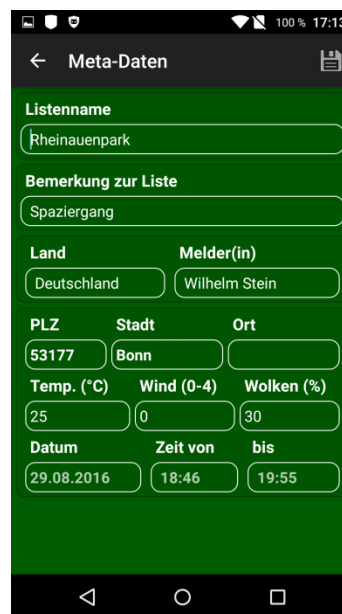 100 % 17:13
Meta-Daten
Listenname
Rheinauenpark
Bemerkung zur Liste
Spaziergang
Land Melder(in)
Deutschland Wilhelm Stein
PLZ Stadt Ort
53177 Bonn
Temp. (°C) Wind (0-4) Wolken (%)
25 0 30
Datum Zeit von bis
29.08.2016 18:46 19:55